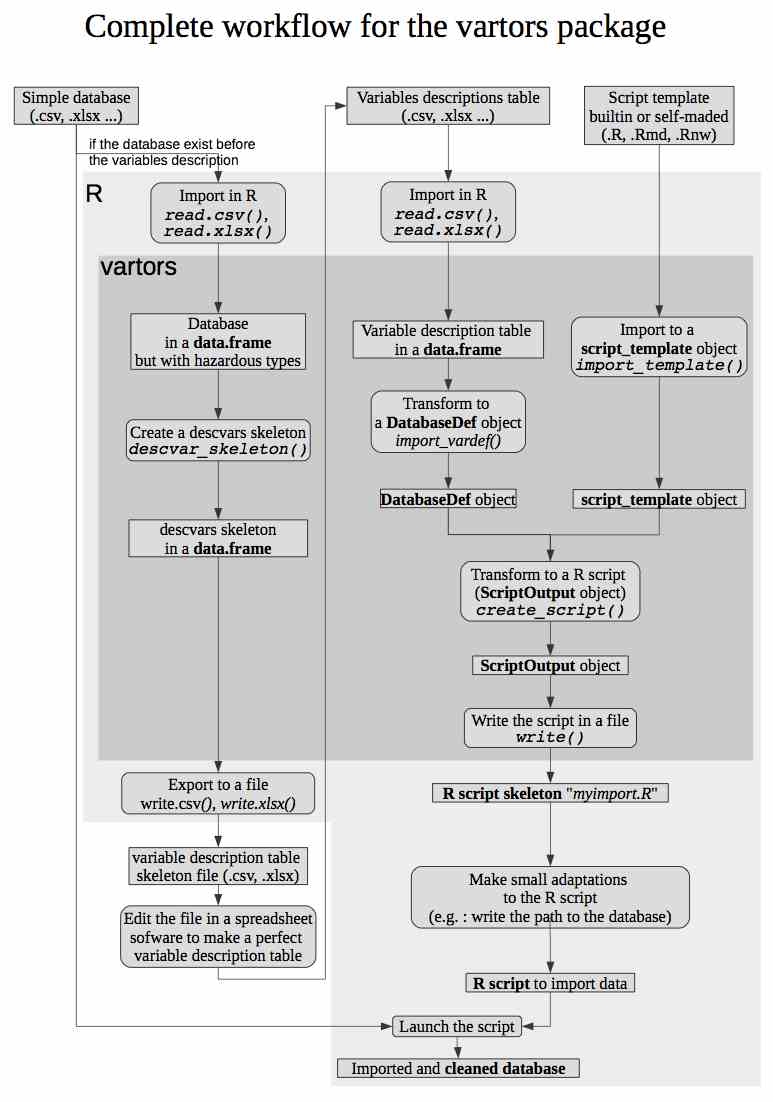 Complete workflow for the vartors package
Simple database
(.csv, .xlsx ...)
Variables descriptions table
(.csv, .xlsx ...)
Script template
builtin or self-maded
(.R, .Rmd, .Rnw)
if the database exist before
the variables description
R
Import in R
read.csv(),
read.xlsx()
Import in R
read.csv(),
read.xlsx()
vartors
Database
in a data.frame
but with hazardous types
Variable description table
in a data.frame
Import to a
script_template object
import_template()
Create a descvars skeleton
descvar_skeleton()
Transform to
a DatabaseDef object
import_vardef()
DatabaseDef object
script_template object
descvars skeleton
in a data.frame
Transform to a R script
(ScriptOutput object)
create_script()
ScriptOutput object
Write the script in a file
write()
Export to a file
write.csv(), write.xlsx()
R script skeleton "myimport.R"
variable description table
skeleton file (.csv, .xlsx)
Make small adaptations
to the R script
(e.g. : write the path to the database)
Edit the file in a spreadsheet
sofware to make a perfect
variable description table
R script to import data
Launch the script
Imported and cleaned database